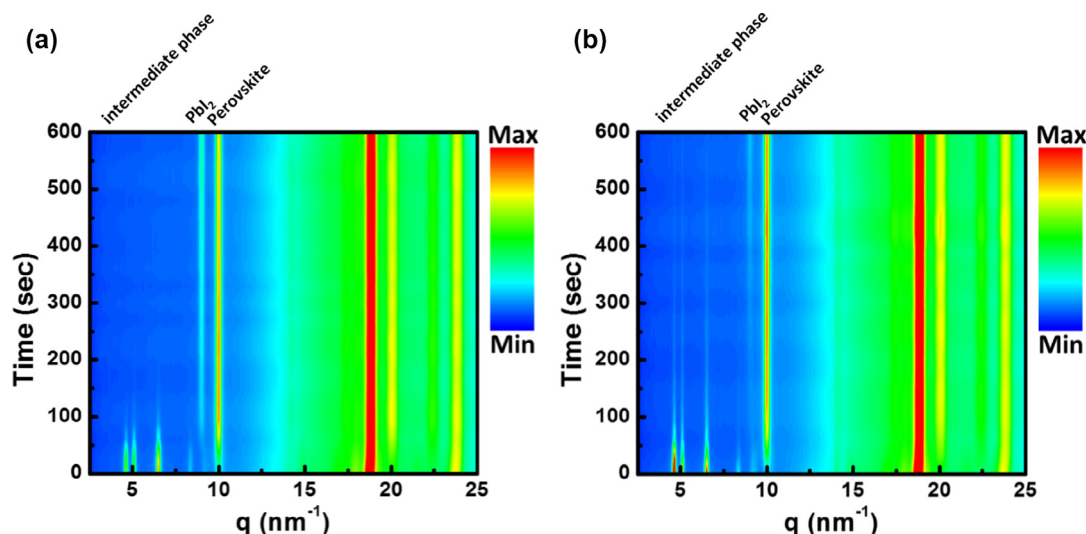 (a)
intermediate phase
PbI₂
Perovskite
600
500
400
300
200
100
0
Time (sec)
5
10
15
20
25
q (nm⁻¹)
Max
Min
(b)
intermediate phase
PbI₂
Perovskite
600
500
400
300
200
100
0
Time (sec)
5
10
15
20
25
q (nm⁻¹)
Max
Min